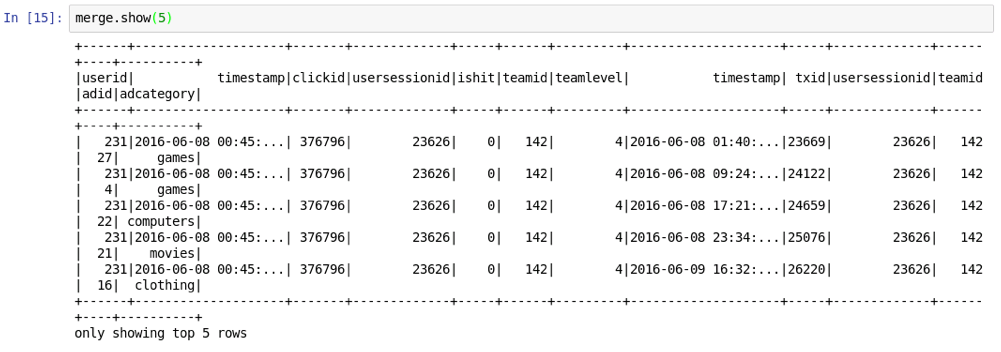 In [15]: merge.show(5)
+------+--------------------+-------+-------------+-----+------+---------+--------------------+-----+-------------+------
+----+----------+
|userid|           timestamp|clickid|usersessionid|ishit|teamid|teamlevel|           timestamp| txid|usersessionid|teamid
|adid|adcategory|
+------+--------------------+-------+-------------+-----+------+---------+--------------------+-----+-------------+------
+----+----------+
|   231|2016-06-08 00:45:...| 376796|        23626|    0|   142|        4|2016-06-08 01:40:...|23669|        23626|   142
|  27|     games|
|   231|2016-06-08 00:45:...| 376796|        23626|    0|   142|        4|2016-06-08 09:24:...|24122|        23626|   142
|   4|     games|
|   231|2016-06-08 00:45:...| 376796|        23626|    0|   142|        4|2016-06-08 17:21:...|24659|        23626|   142
|  22| computers|
|   231|2016-06-08 00:45:...| 376796|        23626|    0|   142|        4|2016-06-08 23:34:...|25076|        23626|   142
|  21|    movies|
|   231|2016-06-08 00:45:...| 376796|        23626|    0|   142|        4|2016-06-09 16:32:...|26220|        23626|   142
|  16|  clothing|
+------+--------------------+-------+-------------+-----+------+---------+--------------------+-----+-------------+------
+----+----------+
only showing top 5 rows